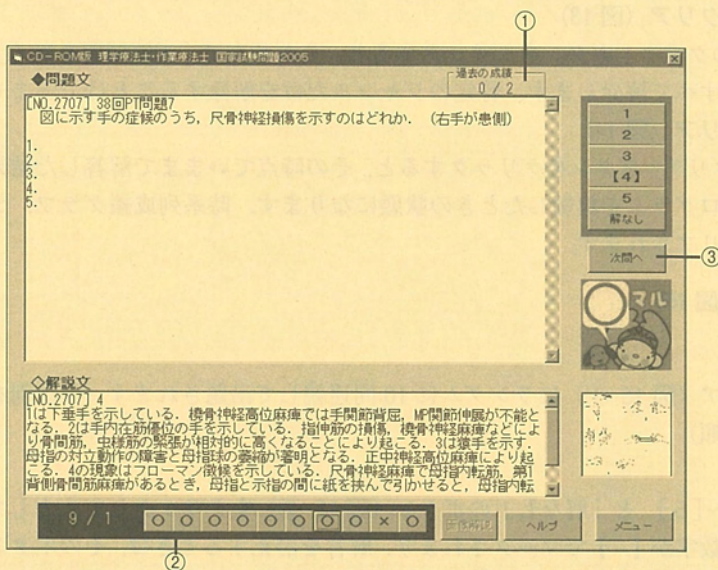 ①
CD-ROM版 理学療法士・作業療法士 国家試験問題2005
◆問題文
過去の成績
0 / 2
[NO.2707] 38回PT問題7
図に示す手の症候のうち，尺骨神経損傷を示すのはどれか． （右手が患側）
1.
2.
3.
4.
5.
1
2
3
【4】
5
解なし
次問へ
③
マル
◇解説文
[NO.2707] 4
1は下垂手を示している．橈骨神経高位麻痺では手関節背屈，MP関節伸展が不能と
なる．2は手内在筋優位の手を示している．指伸筋の損傷，橈骨神経麻痺などによ
り骨間筋，虫様筋の緊張が相対的に高くなることにより起こる．3は猿手を示す．
母指の対立動作の障害と母指球の萎縮が著明となる．正中神経高位麻痺により起
こる．4の現象はフローマン徴候を示している．尺骨神経麻痺で母指内転筋，第1
背側骨間筋麻痺があるとき，母指と示指の間に紙を挟んで引かせると，母指内転
9 / 1
○ ○ ○ ○ ○ ○ ○ ○ × ○
画像解説
ヘルプ
メニュー
②